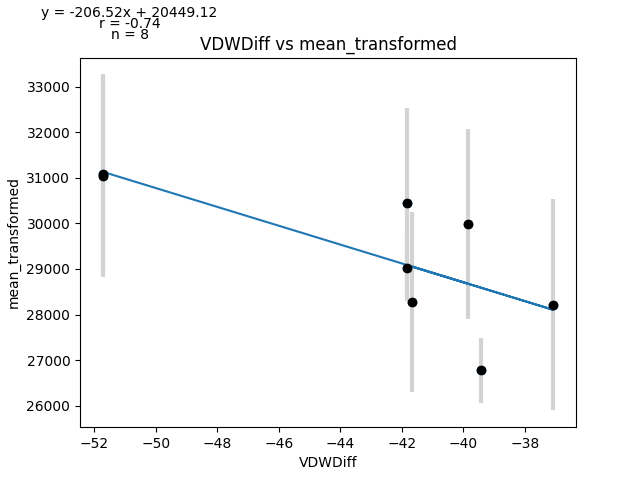 y = -206.52x + 20449.12
r = -0.74
n = 8
VDWDiff vs mean_transformed
33000
32000
31000
30000
29000
28000
27000
26000
mean_transformed
−52
−50
−48
−46
−44
−42
−40
−38
VDWDiff